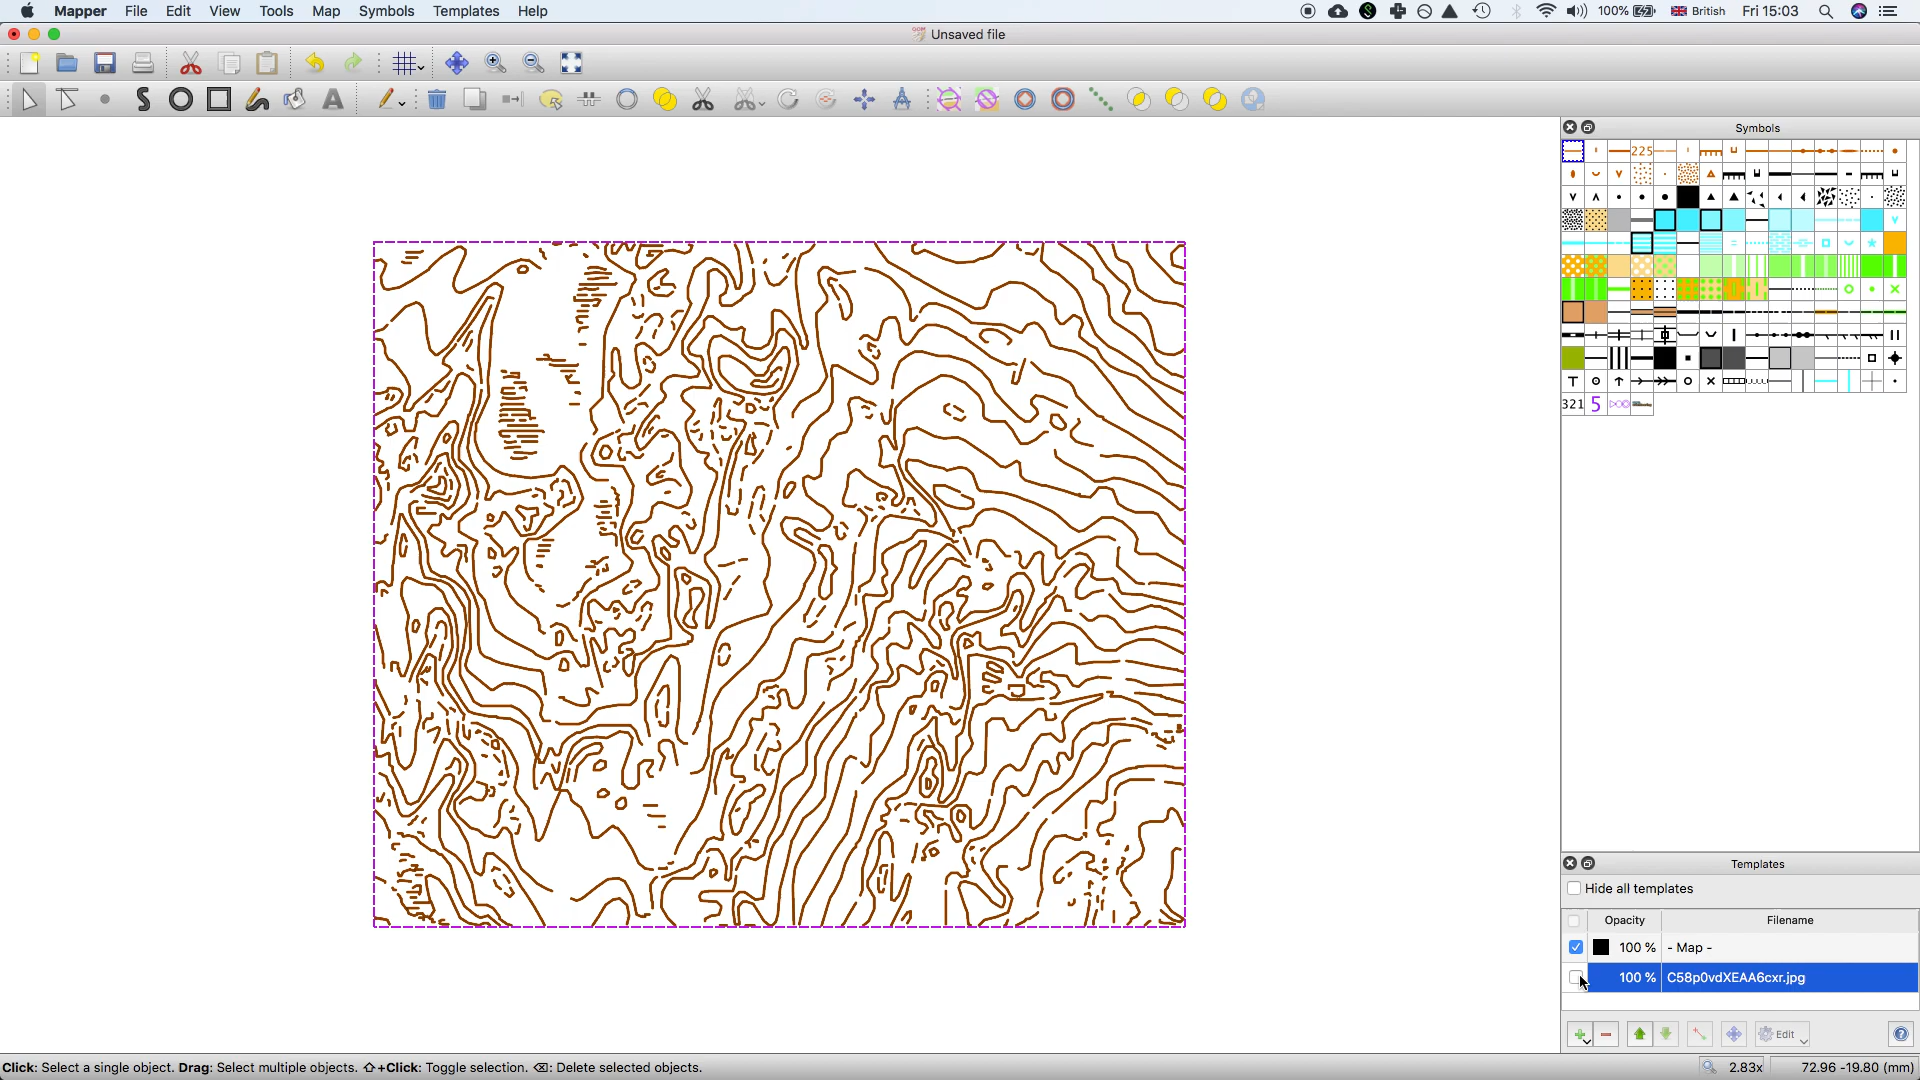 Mapper File Edit View Tools Map Symbols Templates Help 100% British Fri 15:03
Unsaved file
Symbols
225
321 5
Templates
Hide all templates
Opacity Filename
100 % - Map -
100 % C58p0vdXEAA6cxr.jpg
Edit
Click: Select a single object. Drag: Select multiple objects. ⇧+Click: Toggle selection. ⌫: Delete selected objects. 2.83x 72.96 -19.80 (mm)